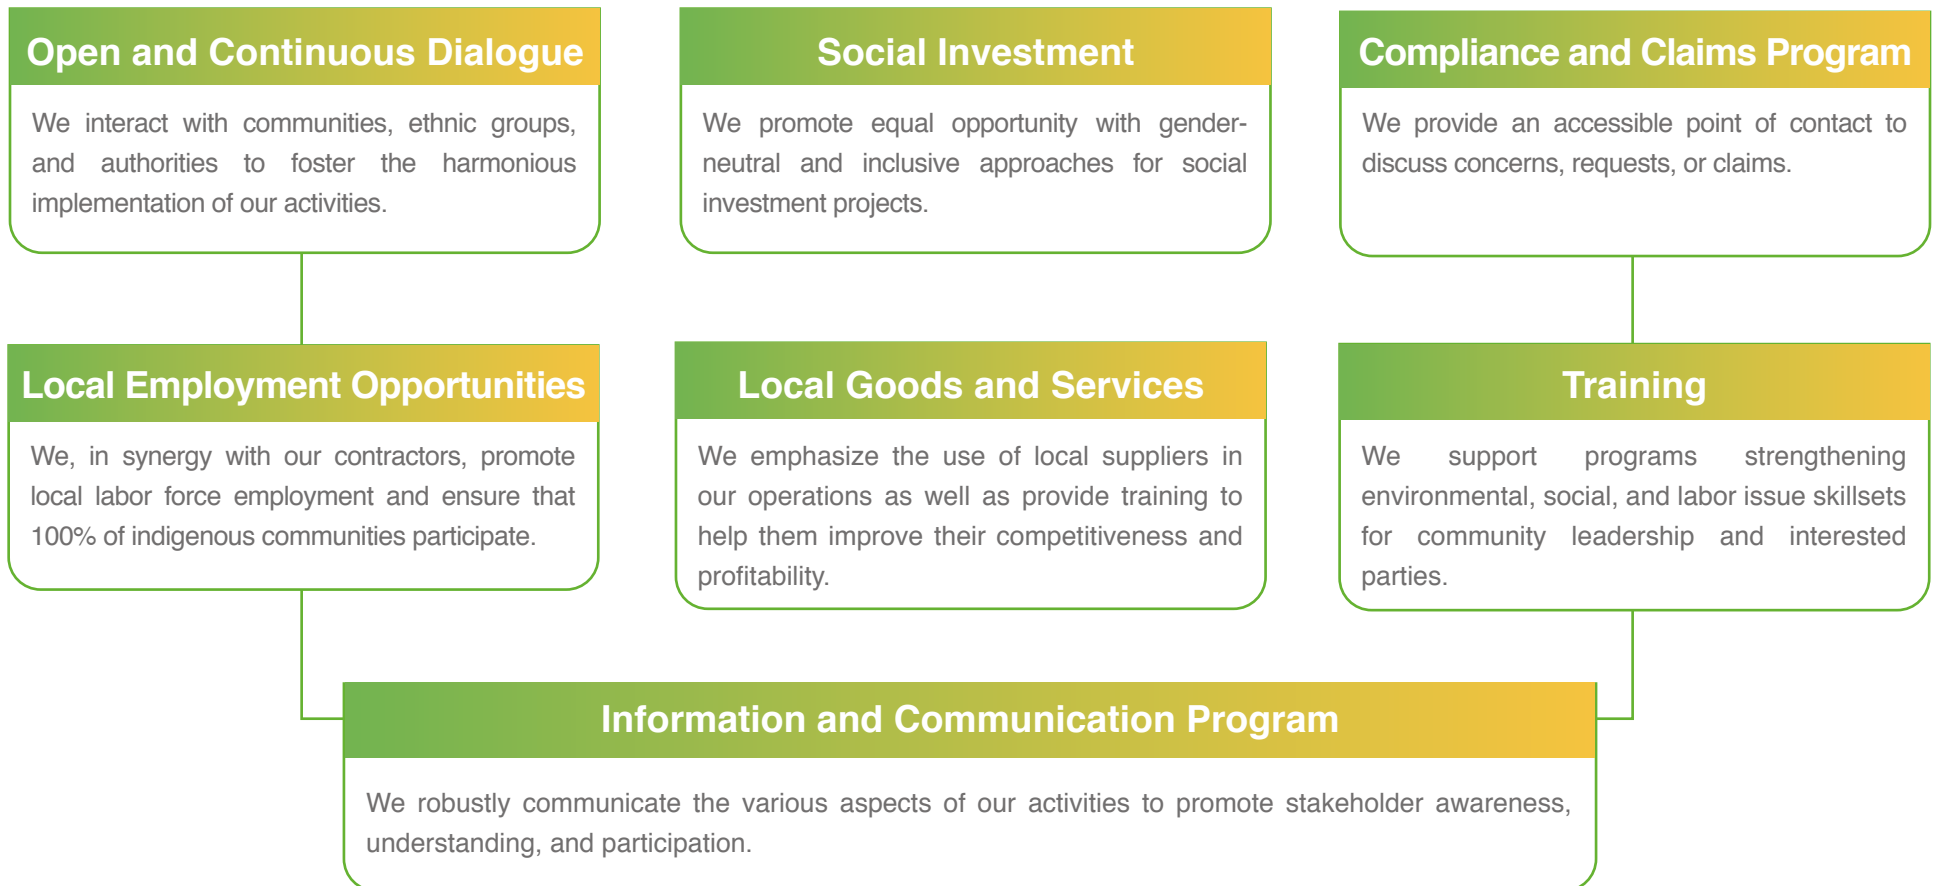 Open and Continuous Dialogue
We interact with communities, ethnic groups,
and authorities to foster the harmonious
implementation of our activities.
Social Investment
We promote equal opportunity with gender-
neutral and inclusive approaches for social
investment projects.
Compliance and Claims Program
We provide an accessible point of contact to
discuss concerns, requests, or claims.
Local Employment Opportunities
We, in synergy with our contractors, promote
local labor force employment and ensure that
100% of indigenous communities participate.
Local Goods and Services
We emphasize the use of local suppliers in
our operations as well as provide training to
help them improve their competitiveness and
profitability.
Training
We support programs strengthening
environmental, social, and labor issue skillsets
for community leadership and interested
parties.
Information and Communication Program
We robustly communicate the various aspects of our activities to promote stakeholder awareness,
understanding, and participation.